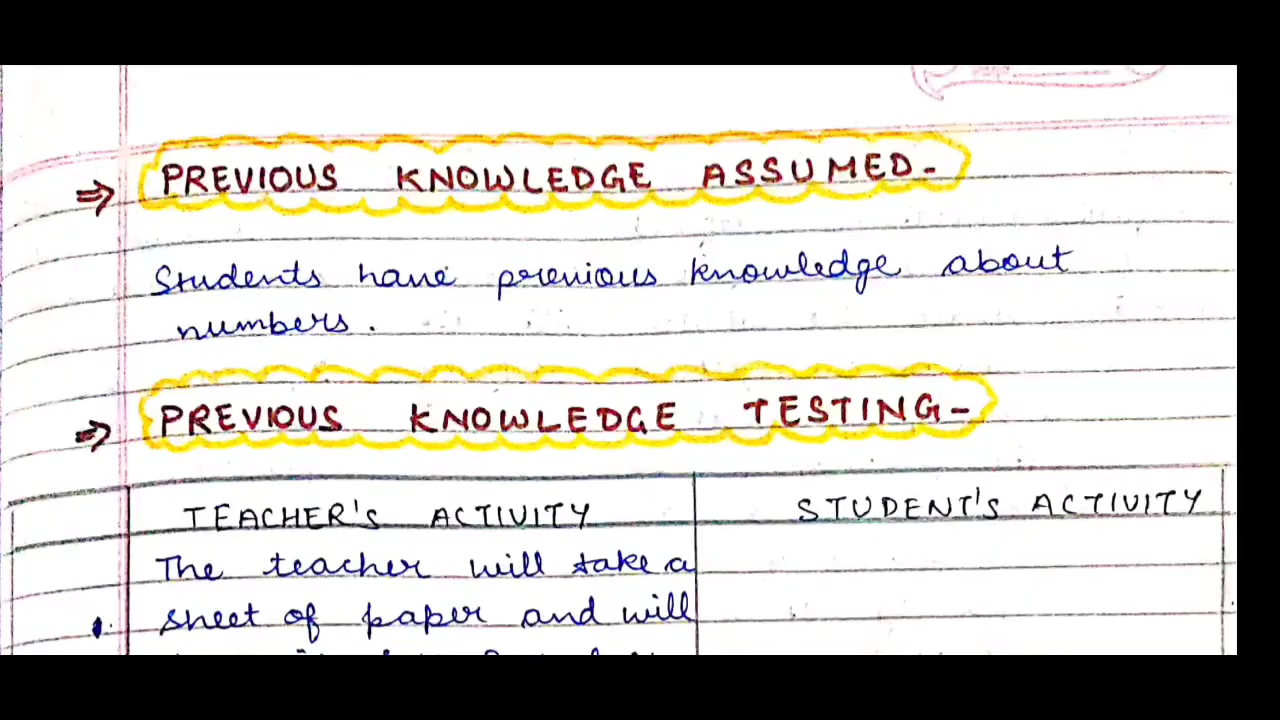 ⇒ PREVIOUS KNOWLEDGE ASSUMED-
Students have previous knowledge about
numbers.
⇒ PREVIOUS KNOWLEDGE TESTING-
TEACHER'S ACTIVITY STUDENT'S ACTIVITY
The teacher will take a
1. sheet of paper and will